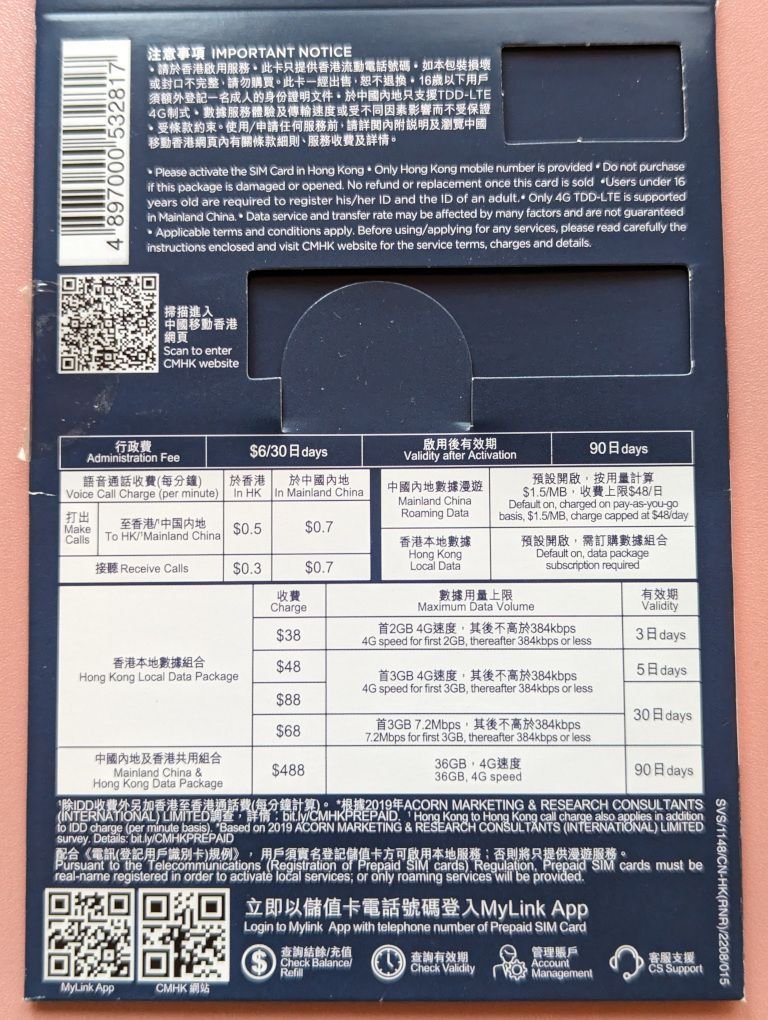 注意事項 IMPORTANT NOTICE
• 請於香港啟用服務 • 此卡只提供香港流動電話號碼 • 如本包裝損壞
或封口不完整,請勿購買。此卡一經出售,恕不退換 • 16歲以下用戶
須額外登記一名成人的身份證明文件 • 於中國內地只支援TDD-LTE
4G制式 • 數據服務體驗及傳輸速度或受不同因素影響而不受保證
• 受條款約束。使用/申請任何服務前,請詳閱內附說明及瀏覽中國
移動香港網頁內有關條款細則、服務收費及詳情。
• Please activate the SIM Card in Hong Kong • Only Hong Kong mobile number is provided • Do not purchase
if this package is damaged or opened. No refund or replacement once this card is sold •Users under 16
years old are required to register his/her ID and the ID of an adult.• Only 4G TDD-LTE is supported
in Mainland China. • Data service and transfer rate may be affected by many factors and are not guaranteed
• Applicable terms and conditions apply. Before using/applying for any services, please read carefully the
instructions enclosed and visit CMHK website for the service terms, charges and details.
4 897000 532817
掃描進入
中國移動香港
網頁
Scan to enter
CMHK website
行政費
Administration Fee
$6/30日days
啟用後有效期
Validity after Activation
90日days
語音通話收費(每分鐘)
Voice Call Charge (per minute)
於香港
In HK
於中國內地
In Mainland China
打出
Make
Calls
至香港/¹中国内地
To HK/¹Mainland China
$0.5
$0.7
接聽 Receive Calls
$0.3
$0.7
中國內地數據漫遊
Mainland China
Roaming Data
預設開啟,按用量計算
$1.5/MB,收費上限$48/日
Default on, charged on pay-as-you-go
basis, $1.5/MB, charge capped at $48/day
香港本地數據
Hong Kong
Local Data
預設開啟,需訂購數據組合
Default on, data package
subscription required
收費
Charge
數據用量上限
Maximum Data Volume
有效期
Validity
香港本地數據組合
Hong Kong Local Data Package
$38
首2GB 4G速度,其後不高於384kbps
4G speed for first 2GB, thereafter 384kbps or less
3日days
$48
首3GB 4G速度,其後不高於384kbps
4G speed for first 3GB, thereafter 384kbps or less
5日days
$88
30日days
$68
首3GB 7.2Mbps,其後不高於384kbps
7.2Mbps for first 3GB, thereafter 384kbps or less
中國內地及香港共用組合
Mainland China &
Hong Kong Data Package
$488
36GB,4G速度
36GB, 4G speed
90日days
¹除IDD收費外另加香港至香港通話費(每分鐘計算)。 *根據2019年ACORN MARKETING & RESEARCH CONSULTANTS
(INTERNATIONAL) LIMITED調查,詳情:bit.ly/CMHKPREPAID. ¹ Hong Kong to Hong Kong call charge also applies in addition
to IDD charge (per minute basis). *Based on 2019 ACORN MARKETING & RESEARCH CONSULTANTS (INTERNATIONAL) LIMITED
survey. Details: bit.ly/CMHKPREPAID
配合《電訊(登記用戶識別卡)規例》,用戶須實名登記儲值卡方可啟用本地服務;否則將只提供漫遊服務。
Pursuant to the Telecommunications (Registration of Prepaid SIM cards) Regulation, Prepaid SIM cards must be
real-name registered in order to activate local services; or only roaming services will be provided.
SVS/1149/CN-HK(RNR)/2208/015
MyLink App
CMHK 網站
立即以儲值卡電話號碼登入MyLink App
Login to Mylink App with telephone number of Prepaid SIM Card
查詢結餘/充值
Check Balance/
Refill
查詢有效期
Check Validity
管理賬戶
Account
Management
客服支援
CS Support